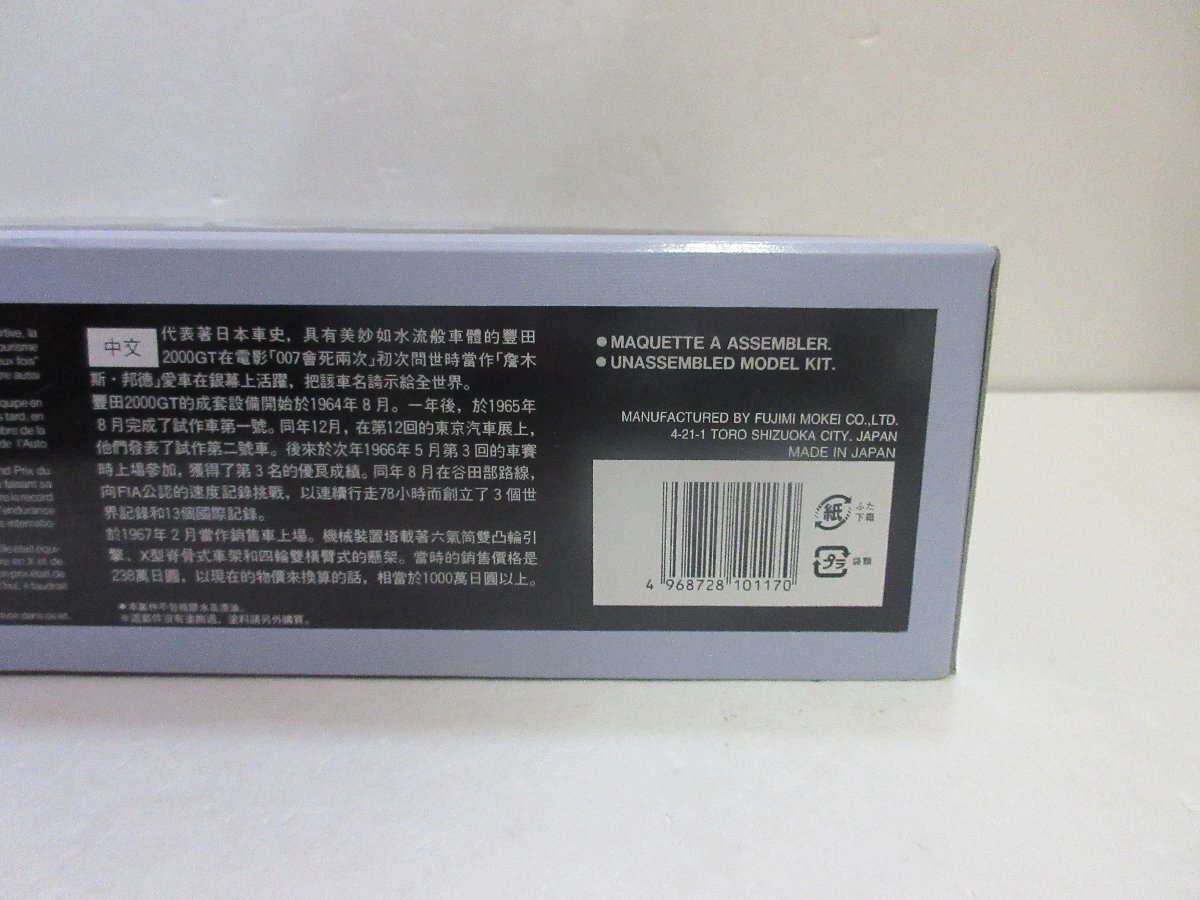 中文
代表著日本車史，具有美妙如水流般車體的豐田
2000GT在電影「007會死兩次」初次問世時當作「詹木
斯・邦德」愛車在銀幕上活躍，把該車名誇示給全世界。
豐田2000GT的成套設備開始於1964年8月。一年後，於1965年
8月完成了試作車第一號。同年12月，在第12回的東京汽車展上，
他們發表了試作第二號車。後來於次年1966年5月第3回的車賽
時上場參加，獲得了第3名的優良成績。同年8月在谷田部路線，
向FIA公認的速度記錄挑戰，以連續行走78小時而創立了3個世
界記錄和13個國際記錄。
於1967年2月當作銷售車上場。機械裝置塔載著六氣筒雙凸輪引
擎、X型脊骨式車架和四輪雙橫臂式的懸架。當時的銷售價格是
238萬日圓，以現在的物價來換算的話，相當於1000萬日圓以上。
● MAQUETTE A ASSEMBLER.
● UNASSEMBLED MODEL KIT.
MANUFACTURED BY FUJIMI MOKEI CO.,LTD.
4-21-1 TORO SHIZUOKA CITY. JAPAN
MADE IN JAPAN
4 968728 101170
紙
ふた
下箱
プラ
袋類